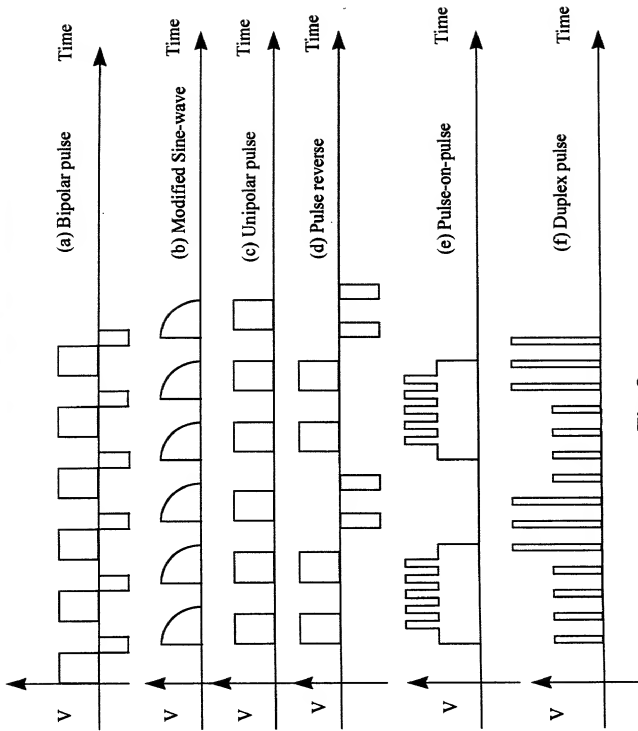 (a) Bipolar pulse
V
Time
(b) Modified Sine-wave
V
Time
(c) Unipolar pulse
V
Time
(d) Pulse reverse
V
Time
(e) Pulse-on-pulse
V
Time
(f) Duplex pulse
V
Time